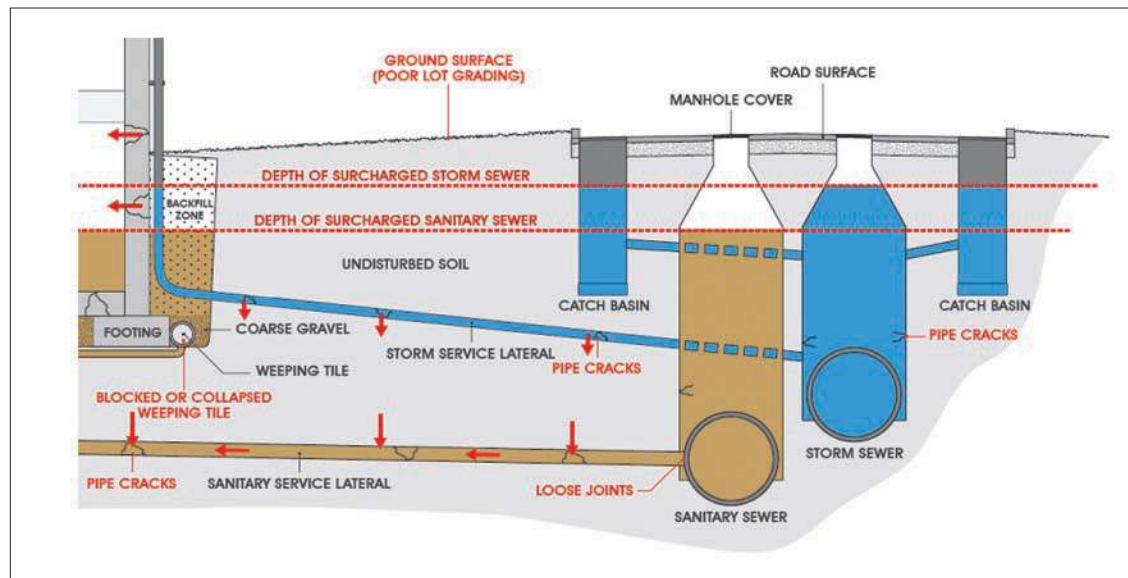 GROUND SURFACE
(POOR LOT GRADING)
ROAD SURFACE
MANHOLE COVER
DEPTH OF SURCHARGED STORM SEWER
BACKFILL
ZONE
DEPTH OF SURCHARGED SANITARY SEWER
UNDISTURBED SOIL
CATCH BASIN
CATCH BASIN
FOOTING
COARSE GRAVEL
STORM SERVICE LATERAL
PIPE CRACKS
PIPE CRACKS
WEEPING TILE
BLOCKED OR COLLAPSED
WEEPING TILE
STORM SEWER
PIPE CRACKS
SANITARY SERVICE LATERAL
LOOSE JOINTS
SANITARY SEWER